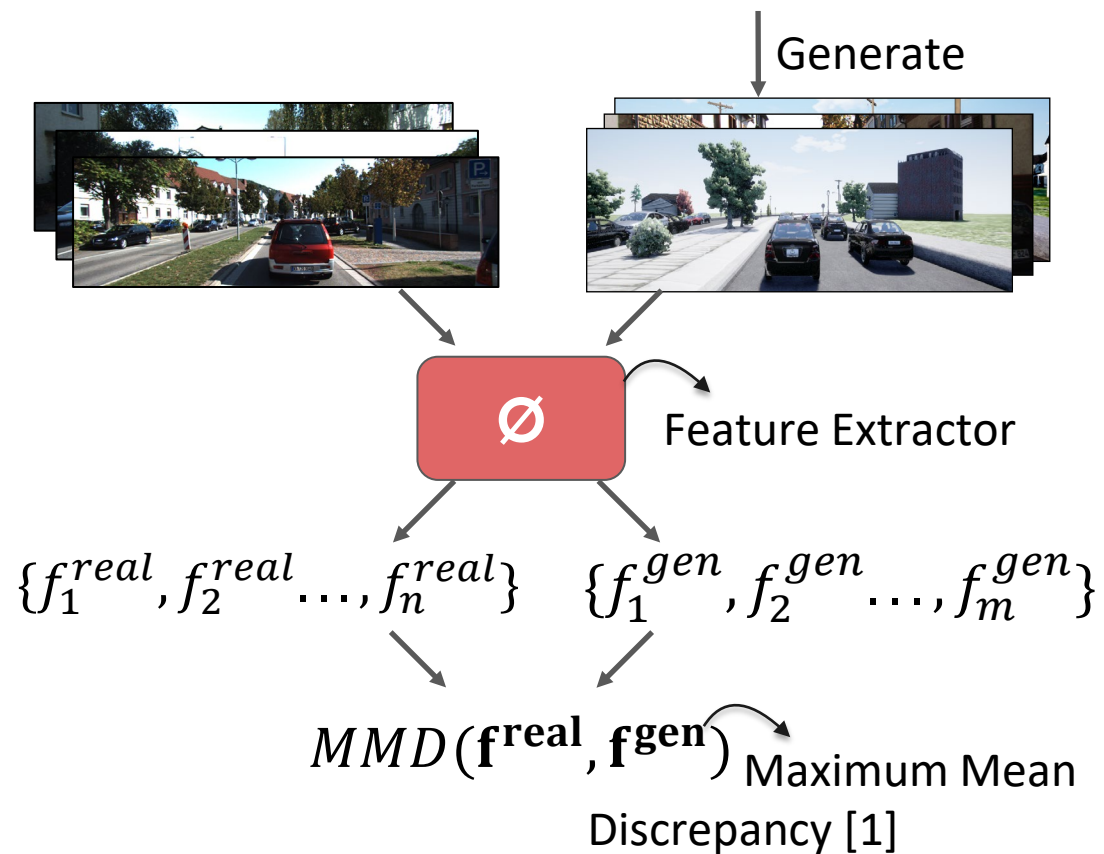 Generate
P
Ø
Feature Extractor
{f_1^{real}, f_2^{real} ..., f_n^{real}} {f_1^{gen}, f_2^{gen} ..., f_m^{gen}}
MMD(f^{real}, f^{gen})
Maximum Mean
Discrepancy [1]